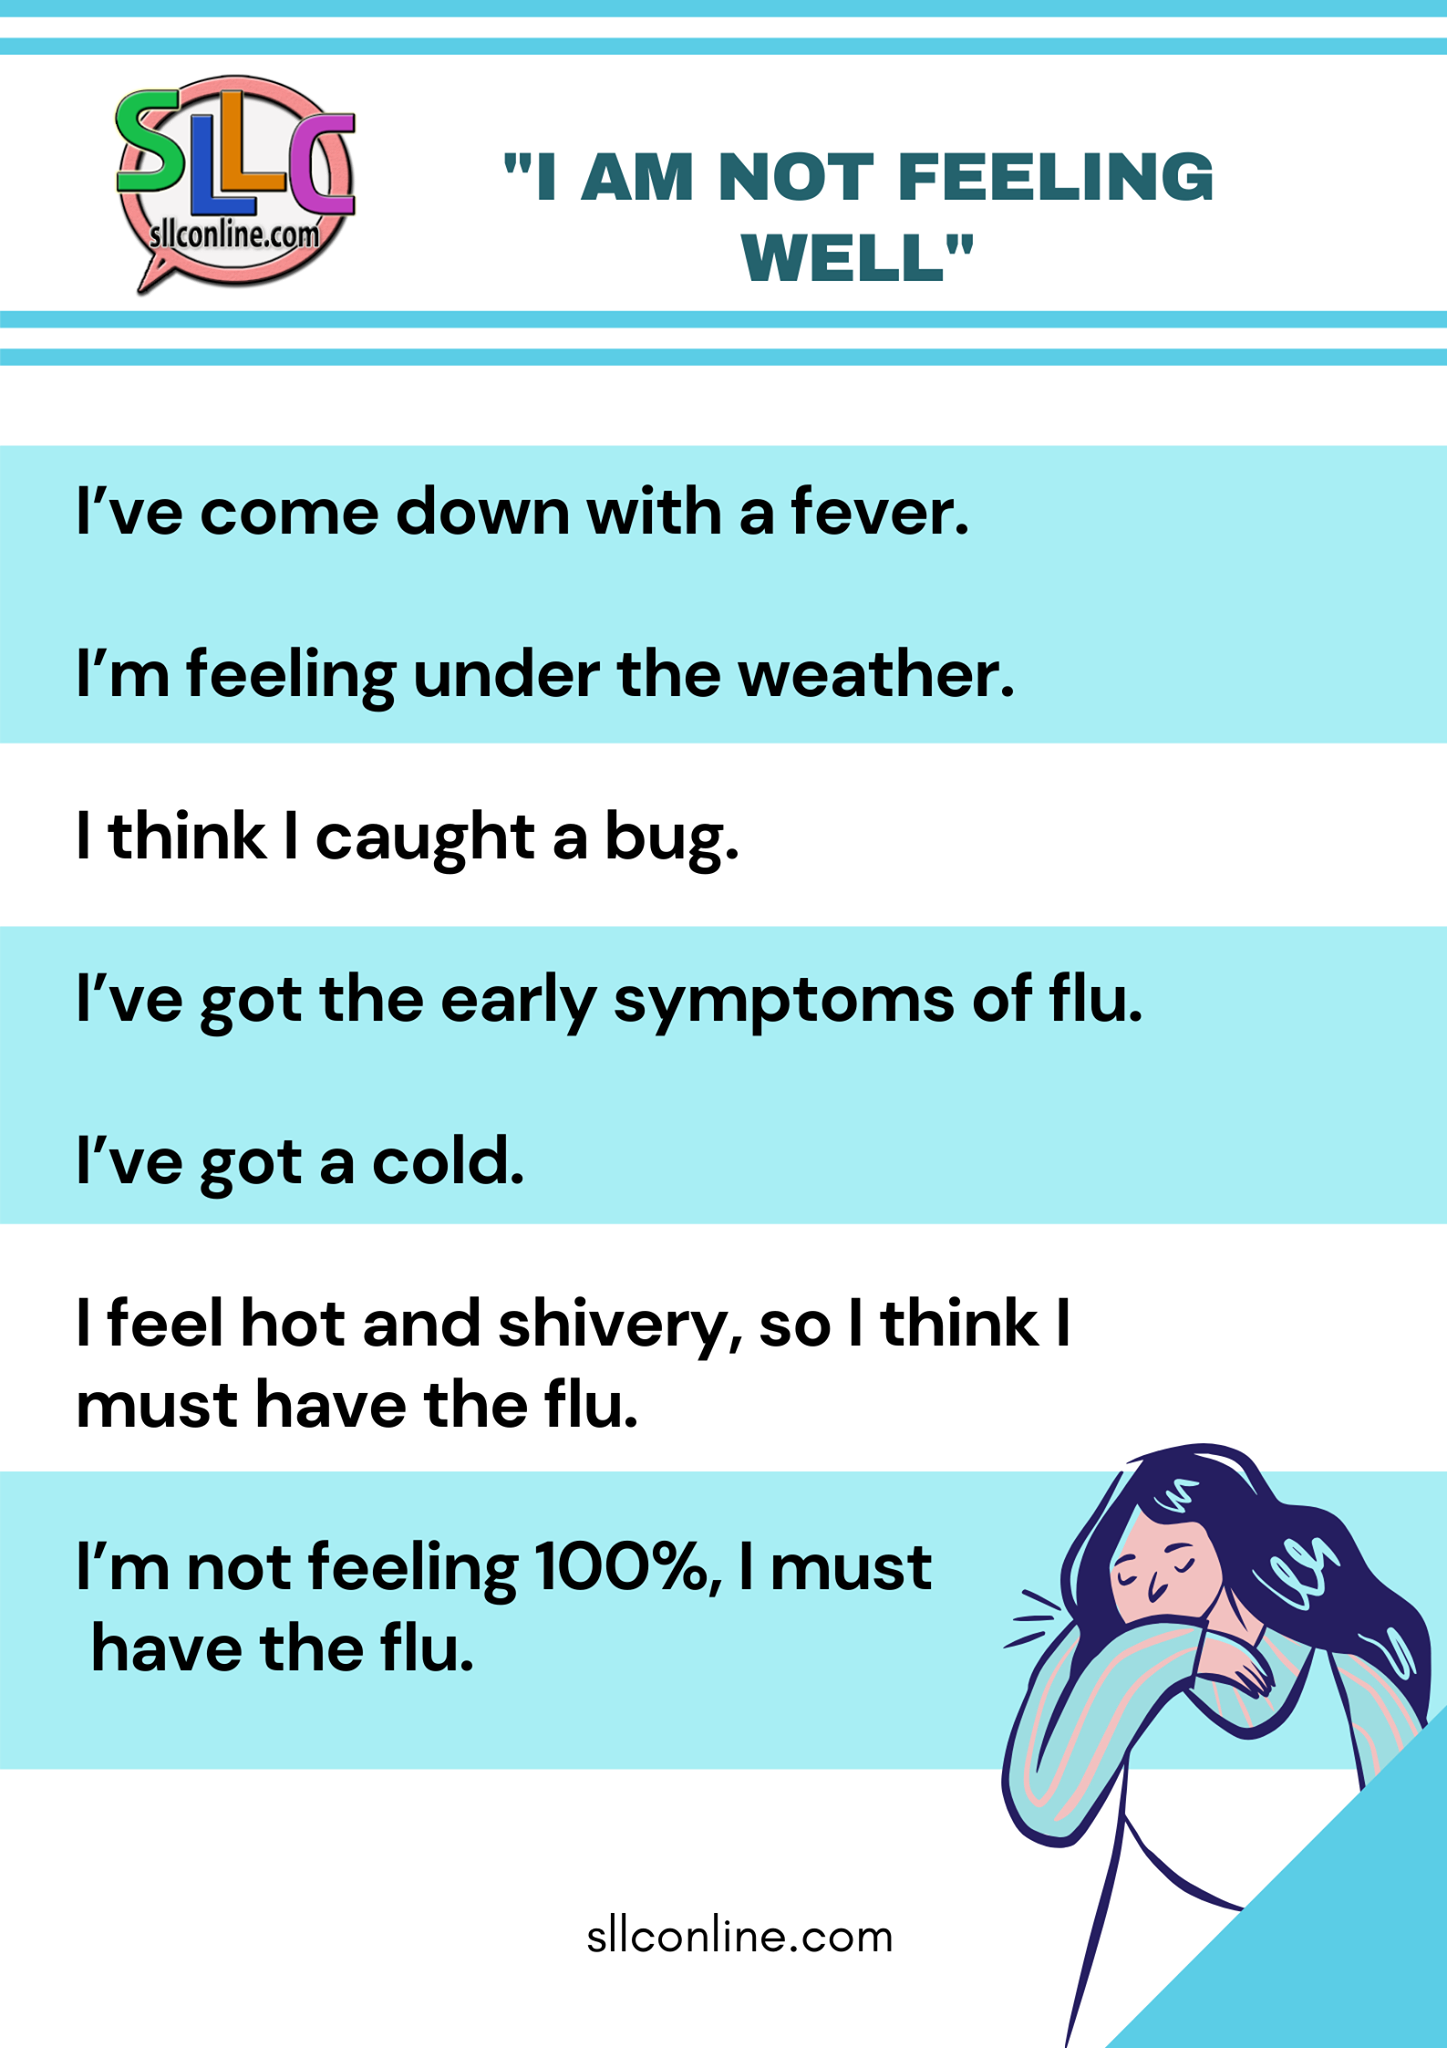 SLLC
sllconline.com
"I AM NOT FEELING
WELL"
I’ve come down with a fever.
I’m feeling under the weather.
I think I caught a bug.
I’ve got the early symptoms of flu.
I’ve got a cold.
I feel hot and shivery, so I think I
must have the flu.
I’m not feeling 100%, I must
have the flu.
sllconline.com